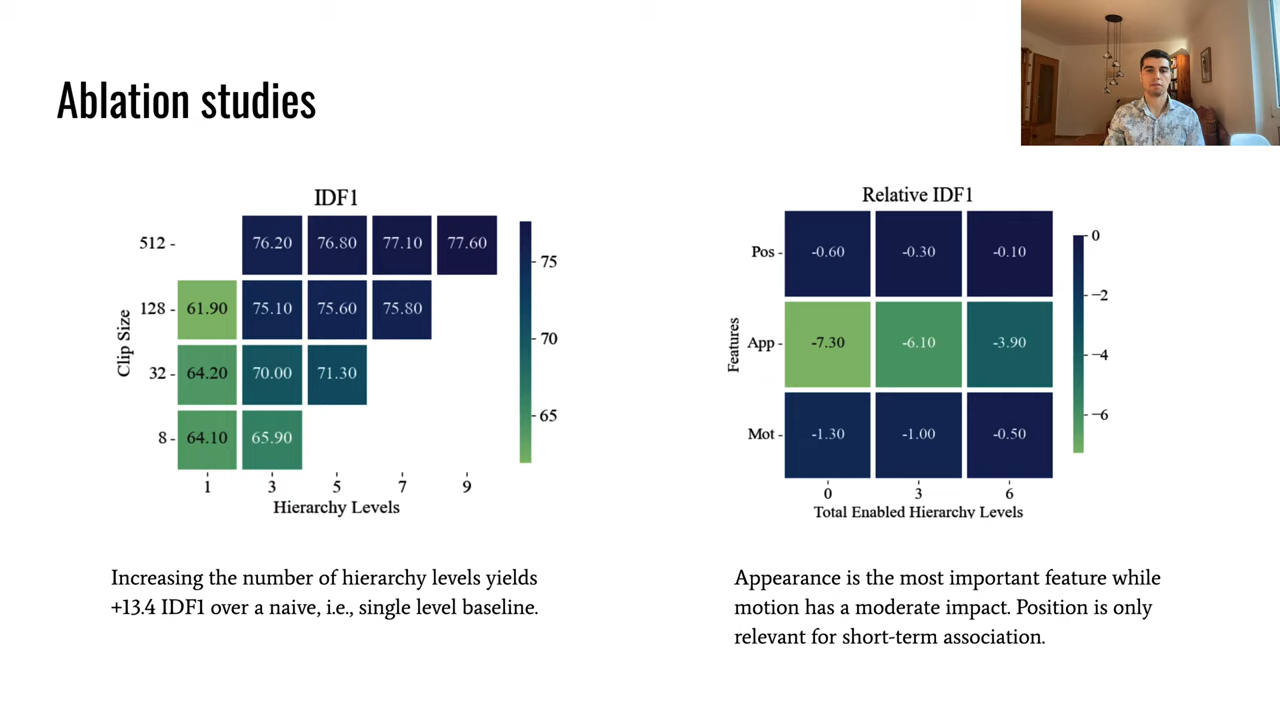 Ablation studies
IDF1
512
76.20 76.80 77.10 77.60
128
61.90 75.10 75.60 75.80
32
64.20 70.00 71.30
8
64.10 65.90
Clip Size
1 3 5 7 9
Hierarchy Levels
75
70
65
Increasing the number of hierarchy levels yields
+13.4 IDF1 over a naive, i.e., single level baseline.
Relative IDF1
Pos -0.60 -0.30 -0.10
App -7.30 -6.10 -3.90
Mot -1.30 -1.00 -0.50
Features
0 3 6
Total Enabled Hierarchy Levels
0
−2
−4
−6
Appearance is the most important feature while
motion has a moderate impact. Position is only
relevant for short-term association.